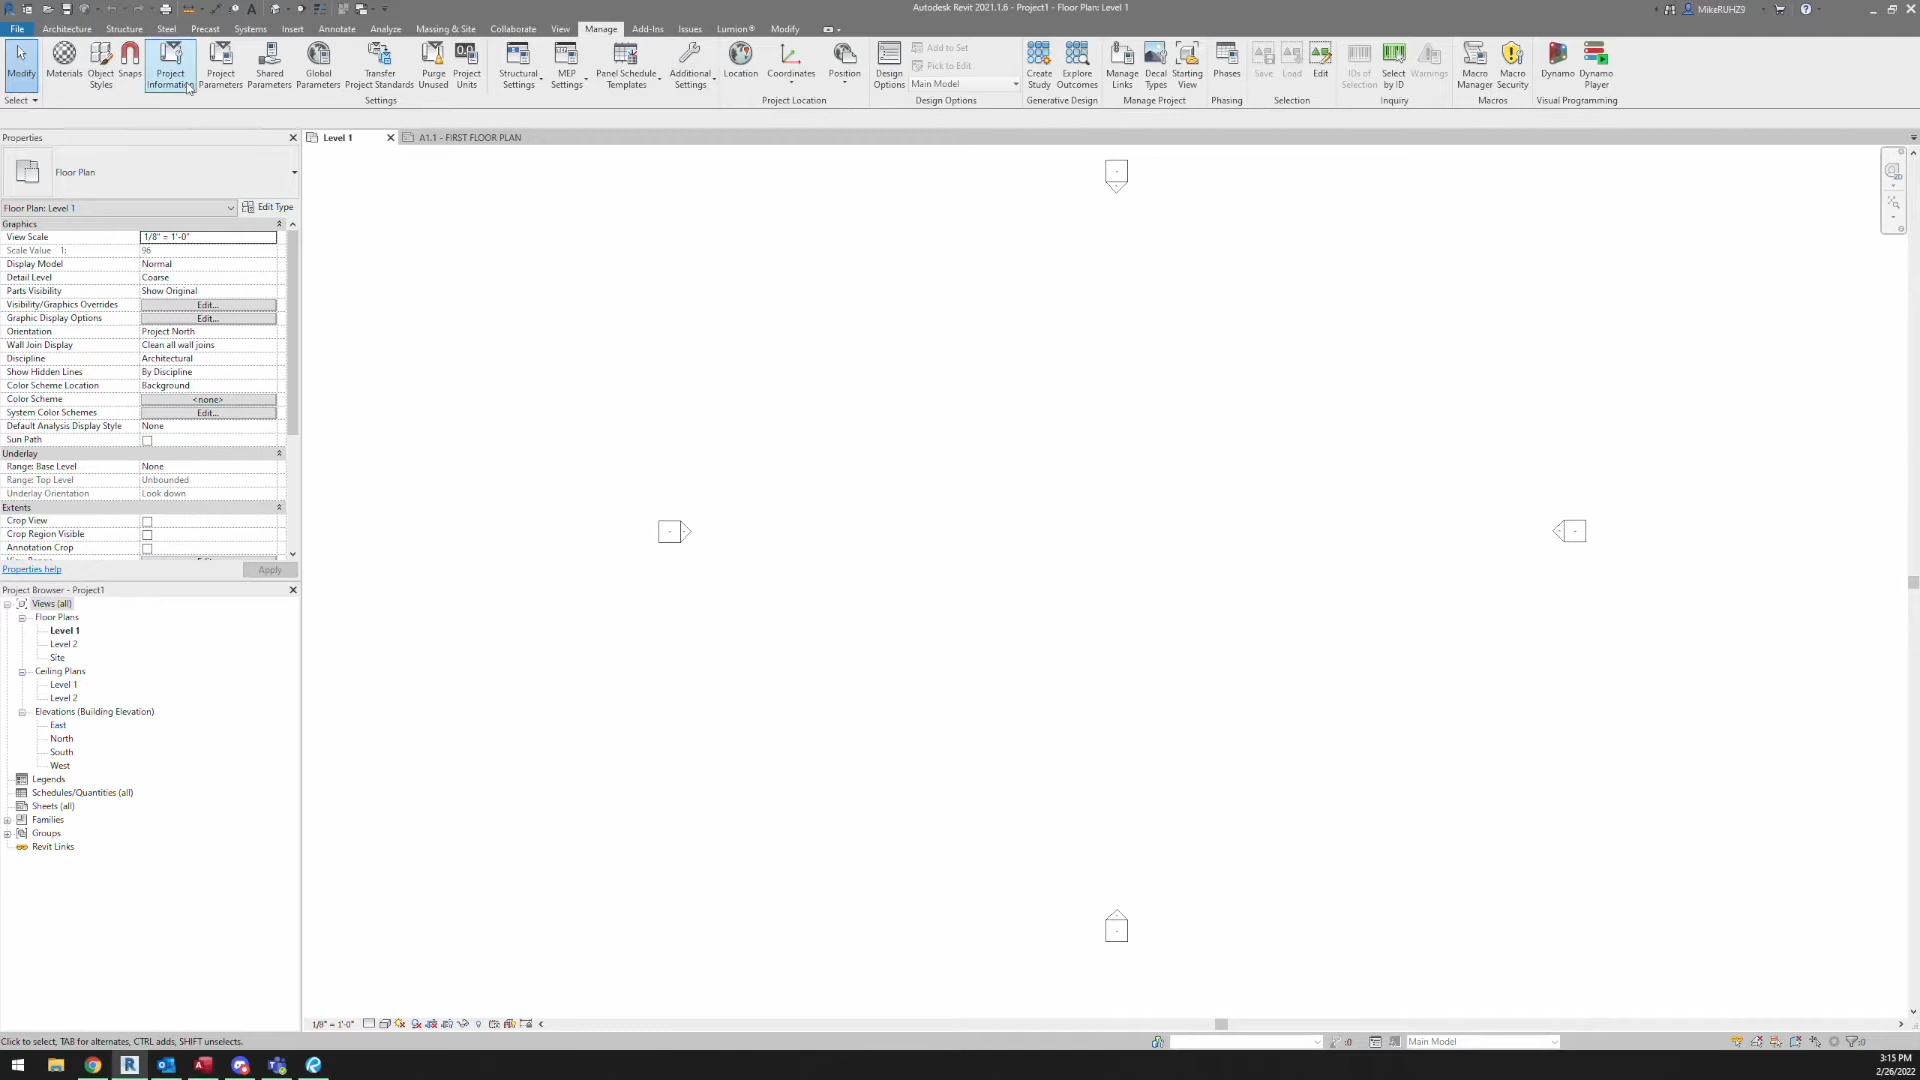 Autodesk Revit 2021.1.6 - Project1 - Floor Plan: Level 1
MikeRUHZ9
File Architecture Structure Steel Precast Systems Insert Annotate Analyze Massing & Site Collaborate View Manage Add-Ins Issues Lumion® Modify
Modify
Materials
Object Styles
Snaps
Project Information
Project Parameters
Shared Parameters
Global Parameters
Transfer Project Standards
Purge Unused
Project Units
Structural Settings
MEP Settings
Panel Schedule Templates
Additional Settings
Location
Coordinates
Position
Design Options
Add to Set
Pick to Edit
Main Model
Create Study
Explore Outcomes
Manage Links
Decal Types
Starting View
Phases
Save
Load
Edit
IDs of Selection
Select by ID
Warnings
Macro Manager
Macro Security
Dynamo
Dynamo Player
Select
Settings
Project Location
Design Options
Generative Design
Manage Project
Phasing
Selection
Inquiry
Macros
Visual Programming
Properties
Level 1
A1.1 - FIRST FLOOR PLAN
Floor Plan
Floor Plan: Level 1
Edit Type
Graphics
View Scale 1/8" = 1'-0"
Scale Value 1: 96
Display Model Normal
Detail Level Coarse
Parts Visibility Show Original
Visibility/Graphics Overrides Edit...
Graphic Display Options Edit...
Orientation Project North
Wall Join Display Clean all wall joins
Discipline Architectural
Show Hidden Lines By Discipline
Color Scheme Location Background
Color Scheme <none>
System Color Schemes Edit...
Default Analysis Display Style None
Sun Path
Underlay
Range: Base Level None
Range: Top Level Unbounded
Underlay Orientation Look down
Extents
Crop View
Crop Region Visible
Annotation Crop
Properties help
Apply
Project Browser - Project1
Views (all)
Floor Plans
Level 1
Level 2
Site
Ceiling Plans
Level 1
Level 2
Elevations (Building Elevation)
East
North
South
West
Legends
Schedules/Quantities (all)
Sheets (all)
Families
Groups
Revit Links
1/8" = 1'-0"
Click to select, TAB for alternates, CTRL adds, SHIFT unselects.
:0
Main Model
:0
3:15 PM
2/26/2022